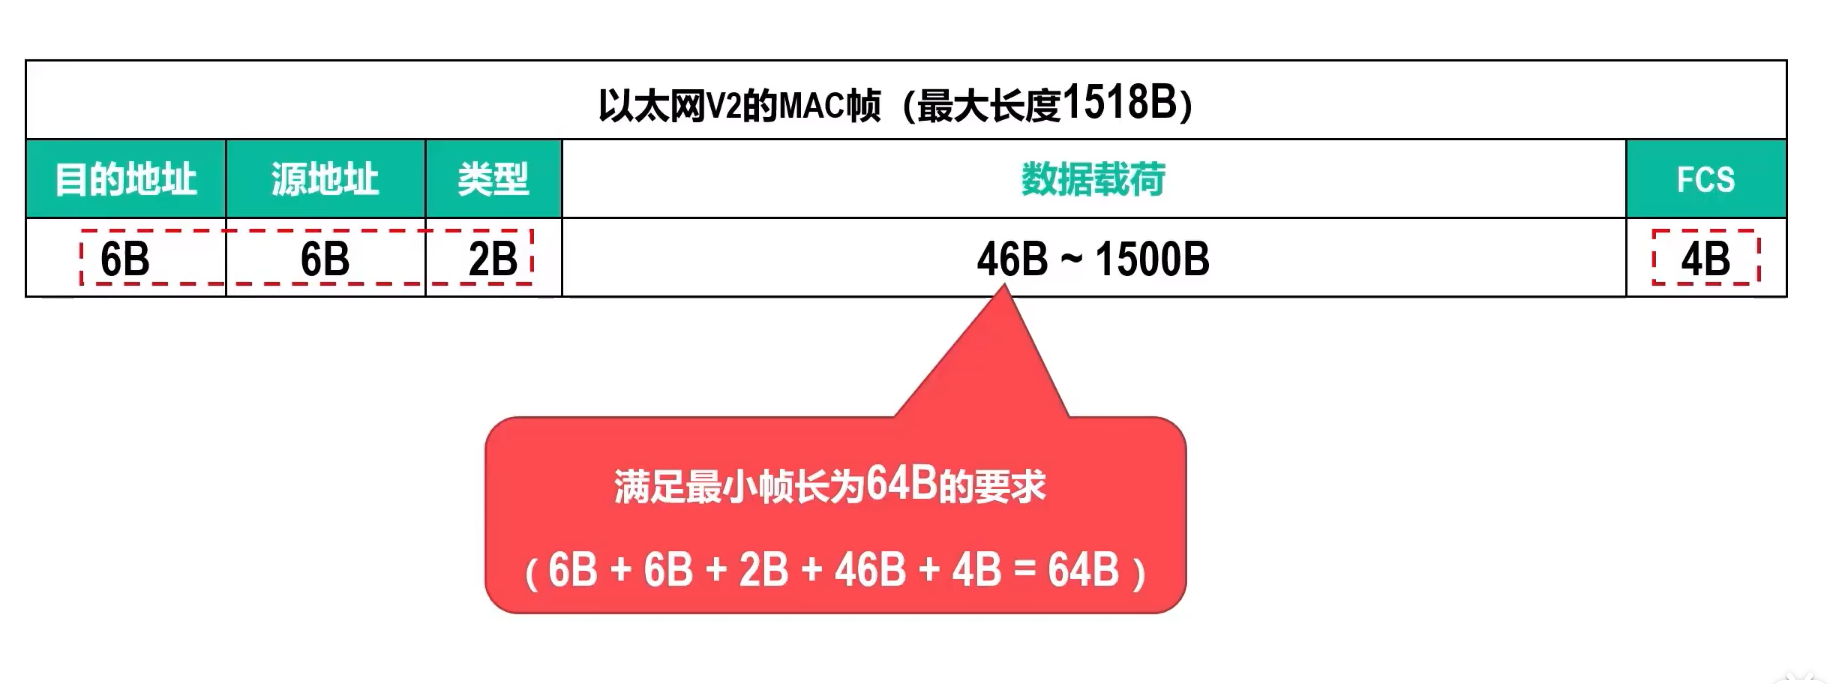 以太网V2的MAC帧（最大长度1518B）
目的地址 源地址 类型 数据载荷 FCS
6B 6B 2B 46B ~ 1500B 4B
满足最小帧长为64B的要求
（6B + 6B + 2B + 46B + 4B = 64B）